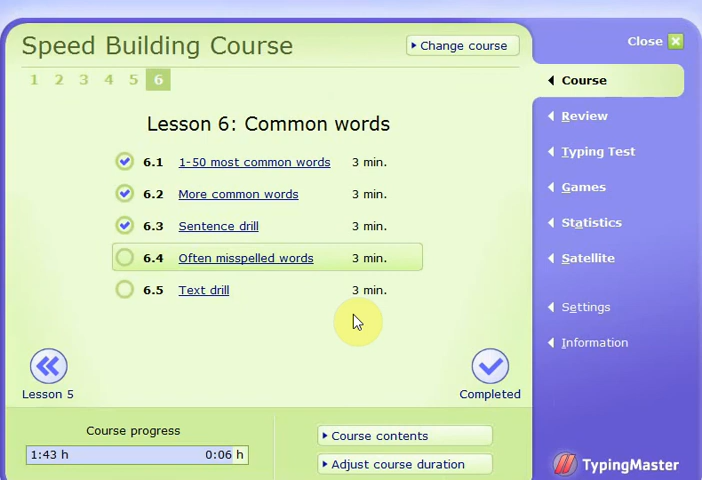 Speed Building Course
Change course
1 2 3 4 5 6
Lesson 6: Common words
6.1 1-50 most common words 3 min.
6.2 More common words 3 min.
6.3 Sentence drill 3 min.
6.4 Often misspelled words 3 min.
6.5 Text drill 3 min.
Lesson 5
Completed
Course progress
1:43 h 0:06 h
Course contents
Adjust course duration
Close
Course
Review
Typing Test
Games
Statistics
Satellite
Settings
Information
TypingMaster